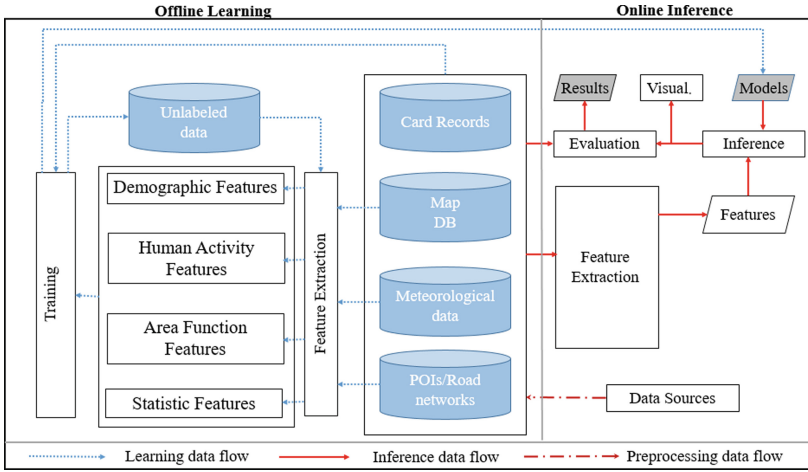 Offline Learning
Online Inference
Unlabeled
data
Card Records
Results
Visual.
Models
Evaluation
Inference
Demographic Features
Map
DB
Features
Human Activity
Features
Training
Feature Extraction
Feature
Extraction
Meteorological
data
Area Function
Features
POIs/Road
networks
Statistic Features
Data Sources
Learning data flow
Inference data flow
Preprocessing data flow